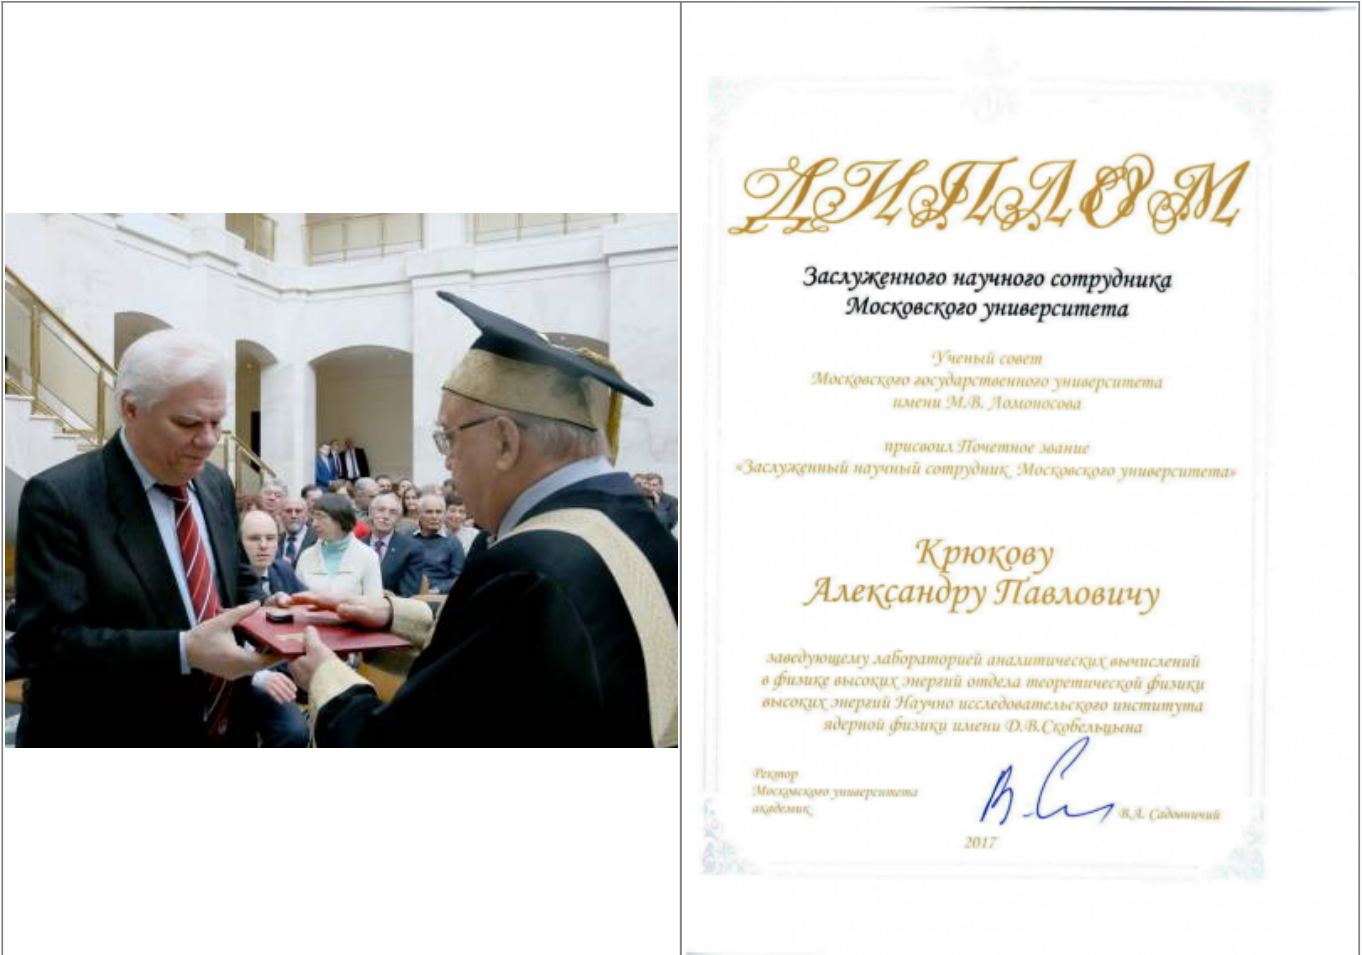 ДИПЛОМ
Заслуженного научного сотрудника
Московского университета
Ученый совет
Московского государственного университета
имени М.В. Ломоносова
присвоил Почетное звание
«Заслуженный научный сотрудник Московского университета»
Крюкову
Александру Павловичу
заведующему лабораторией аналитических вычислений
в физике высоких энергий отдела теоретической физики
высоких энергий Научно исследовательского института
ядерной физики имени Д.В.Скобельцына
Ректор
Московского университета
академик
В.А. Садовничий
2017